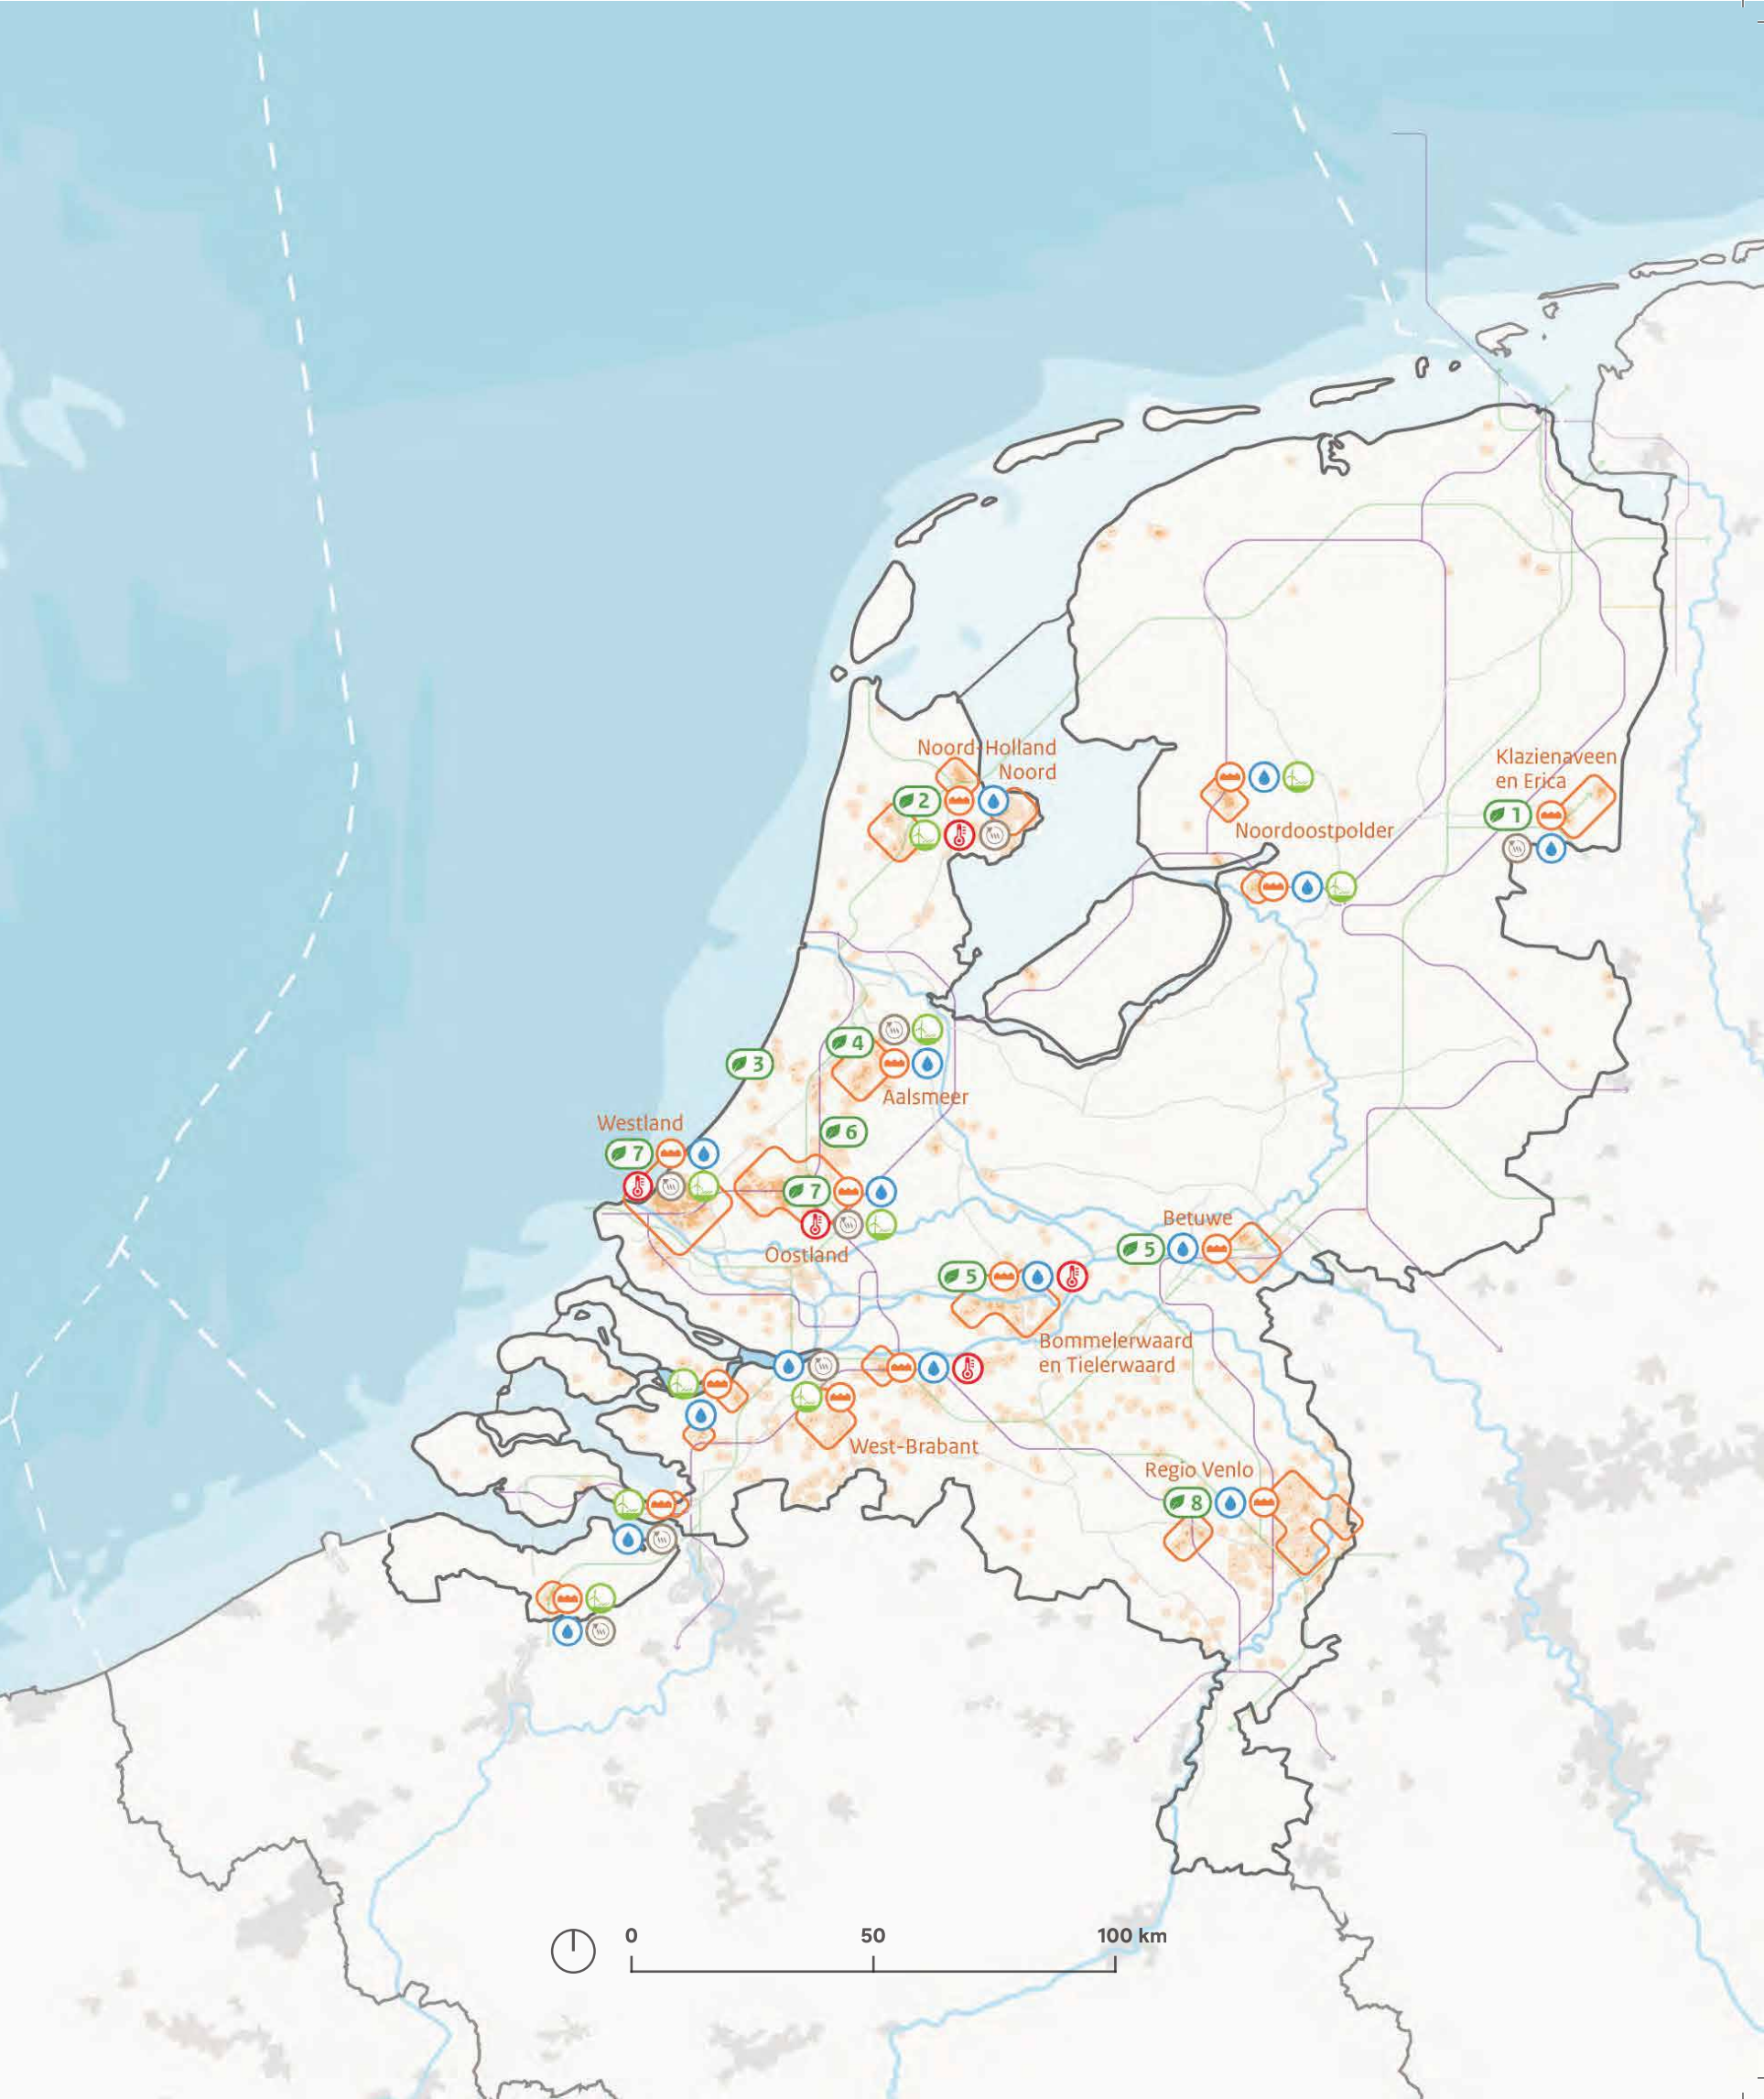 Noord-Holland
Noord
2
Klazienaveen
en Erica
1
Noordoostpolder
4
3
Aalsmeer
6
Westland
7
7
Oostland
Betuwe
5
5
Bommelerwaard
en Tielerwaard
West-Brabant
Regio Venlo
8
0
50
100 km